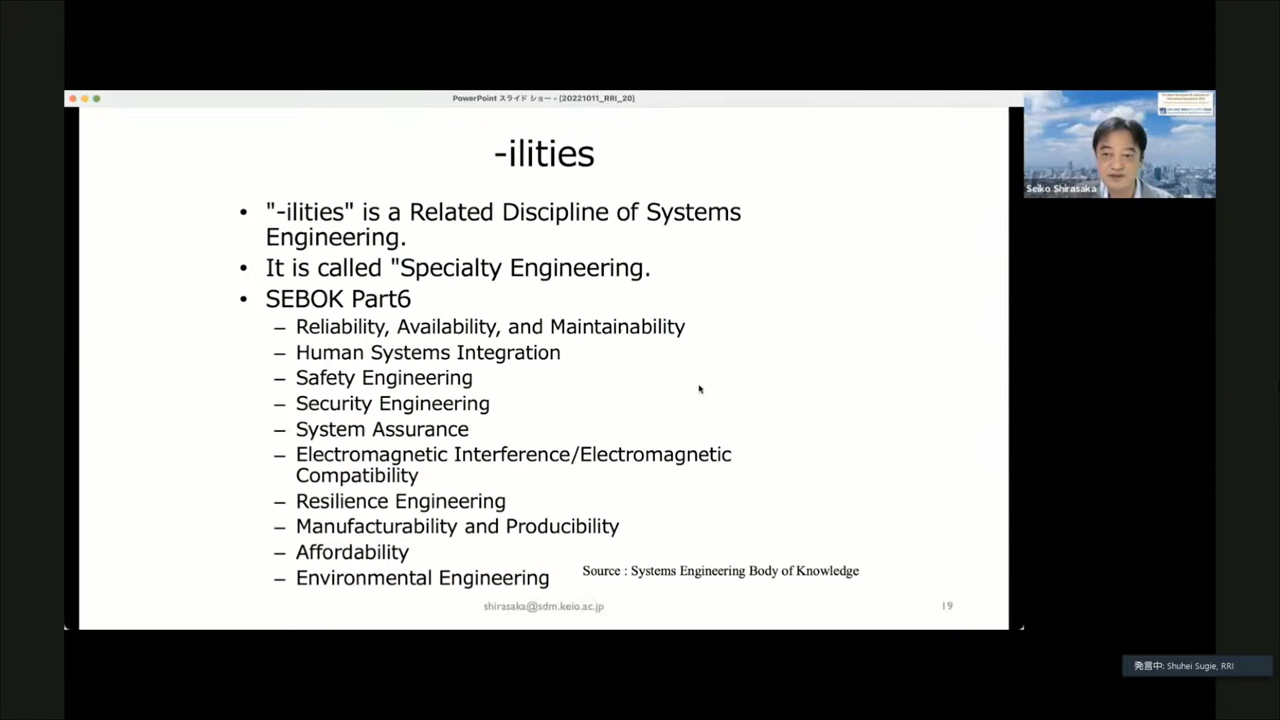 PowerPoint スライド ショー - [20221011_RRI_20]
-ilities
• "-ilities" is a Related Discipline of Systems
Engineering.
• It is called "Specialty Engineering.
• SEBOK Part6
– Reliability, Availability, and Maintainability
– Human Systems Integration
– Safety Engineering
– Security Engineering
– System Assurance
– Electromagnetic Interference/Electromagnetic
Compatibility
– Resilience Engineering
– Manufacturability and Producibility
– Affordability
– Environmental Engineering
Source : Systems Engineering Body of Knowledge
shirasaka@sdm.keio.ac.jp
19
Seiko Shirasaka
発言中: Shuhei Sugie, RRI